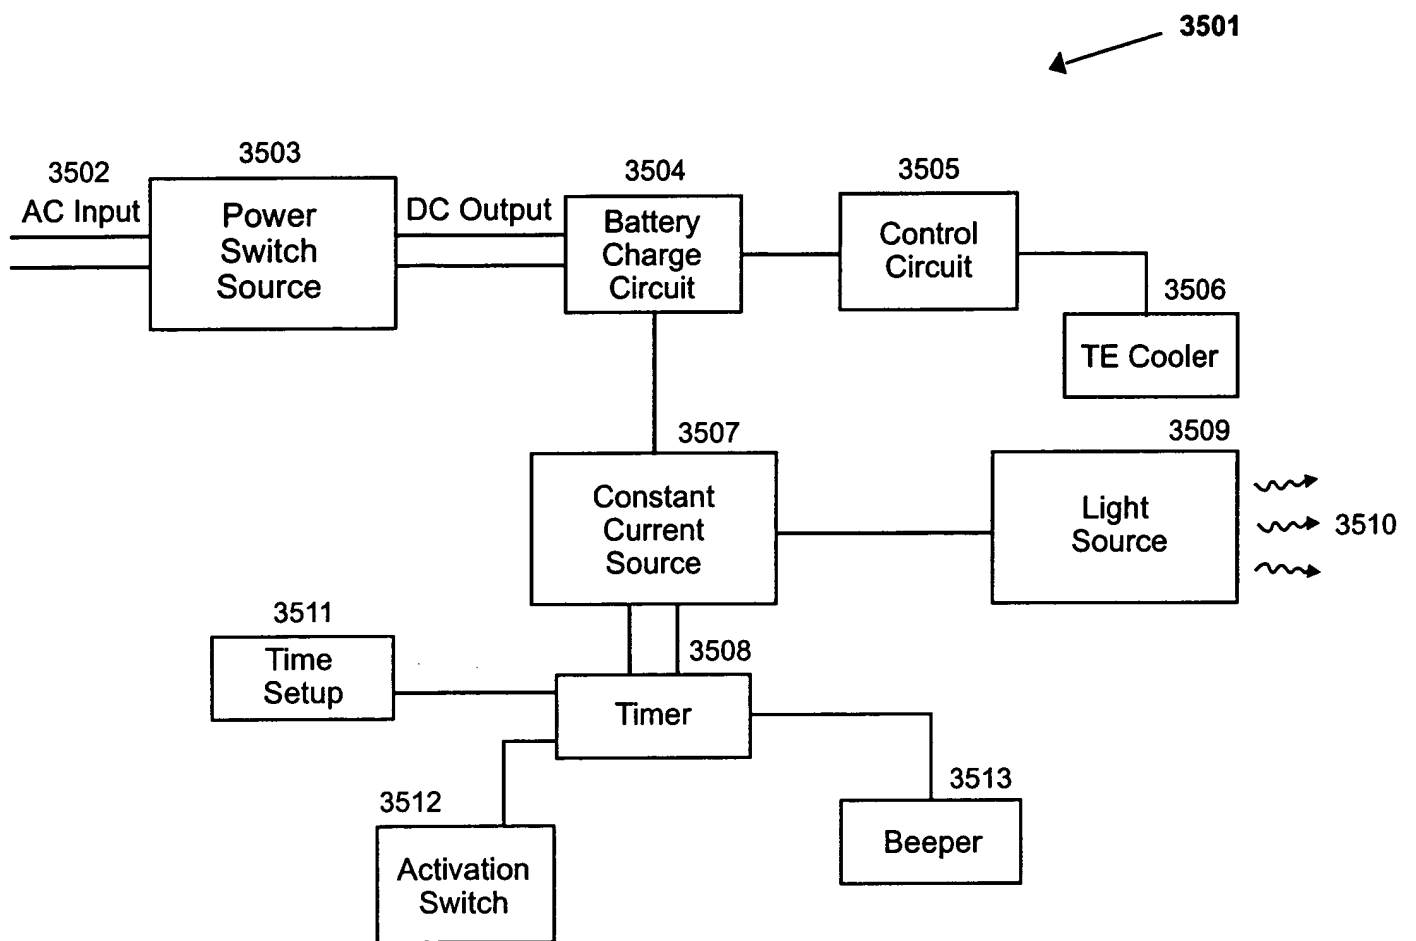 3501
3502
AC Input
3503
Power
Switch
Source
DC Output
3504
Battery
Charge
Circuit
3505
Control
Circuit
3506
TE Cooler
3507
Constant
Current
Source
3509
Light
Source
3510
3511
Time
Setup
3508
Timer
3512
Activation
Switch
3513
Beeper